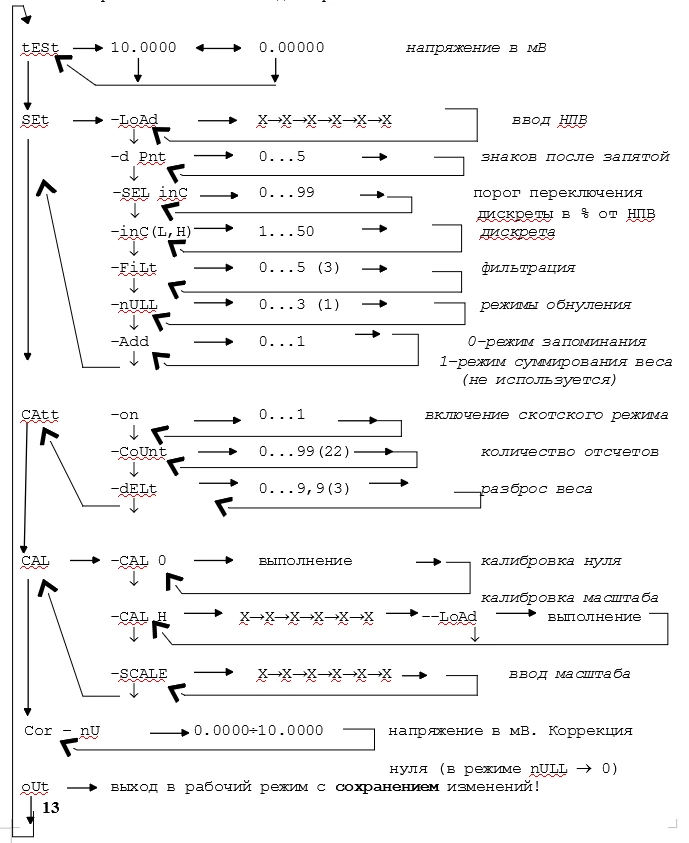 tESt 10.0000 0.00000 напряжение в мВ
SEt -LoAd X→X→X→X→X→X ввод НПВ
-d Pnt 0...5 знаков после запятой
-SEL inC 0...99 порог переключения
дискреты в % от НПВ
-inC(L,H) 1...50 дискрета
-FiLt 0...5 (3) фильтрация
-nULL 0...3 (1) режимы обнуления
-Add 0...1 0-режим запоминания
1-режим суммирования веса
(не используется)
CAtt -on 0...1 включение скотского режима
-CoUnt 0...99(22) количество отсчетов
-dELt 0...9,9(3) разброс веса
CAL -CAL 0 выполнение калибровка нуля
калибровка масштаба
-CAL H X→X→X→X→X→X --LoAd выполнение
-SCALE X→X→X→X→X→X ввод масштаба
Cor - nU 0.0000÷10.0000 напряжение в мВ. Коррекция
нуля (в режиме nULL → 0)
oUt выход в рабочий режим с сохранением изменений!
13